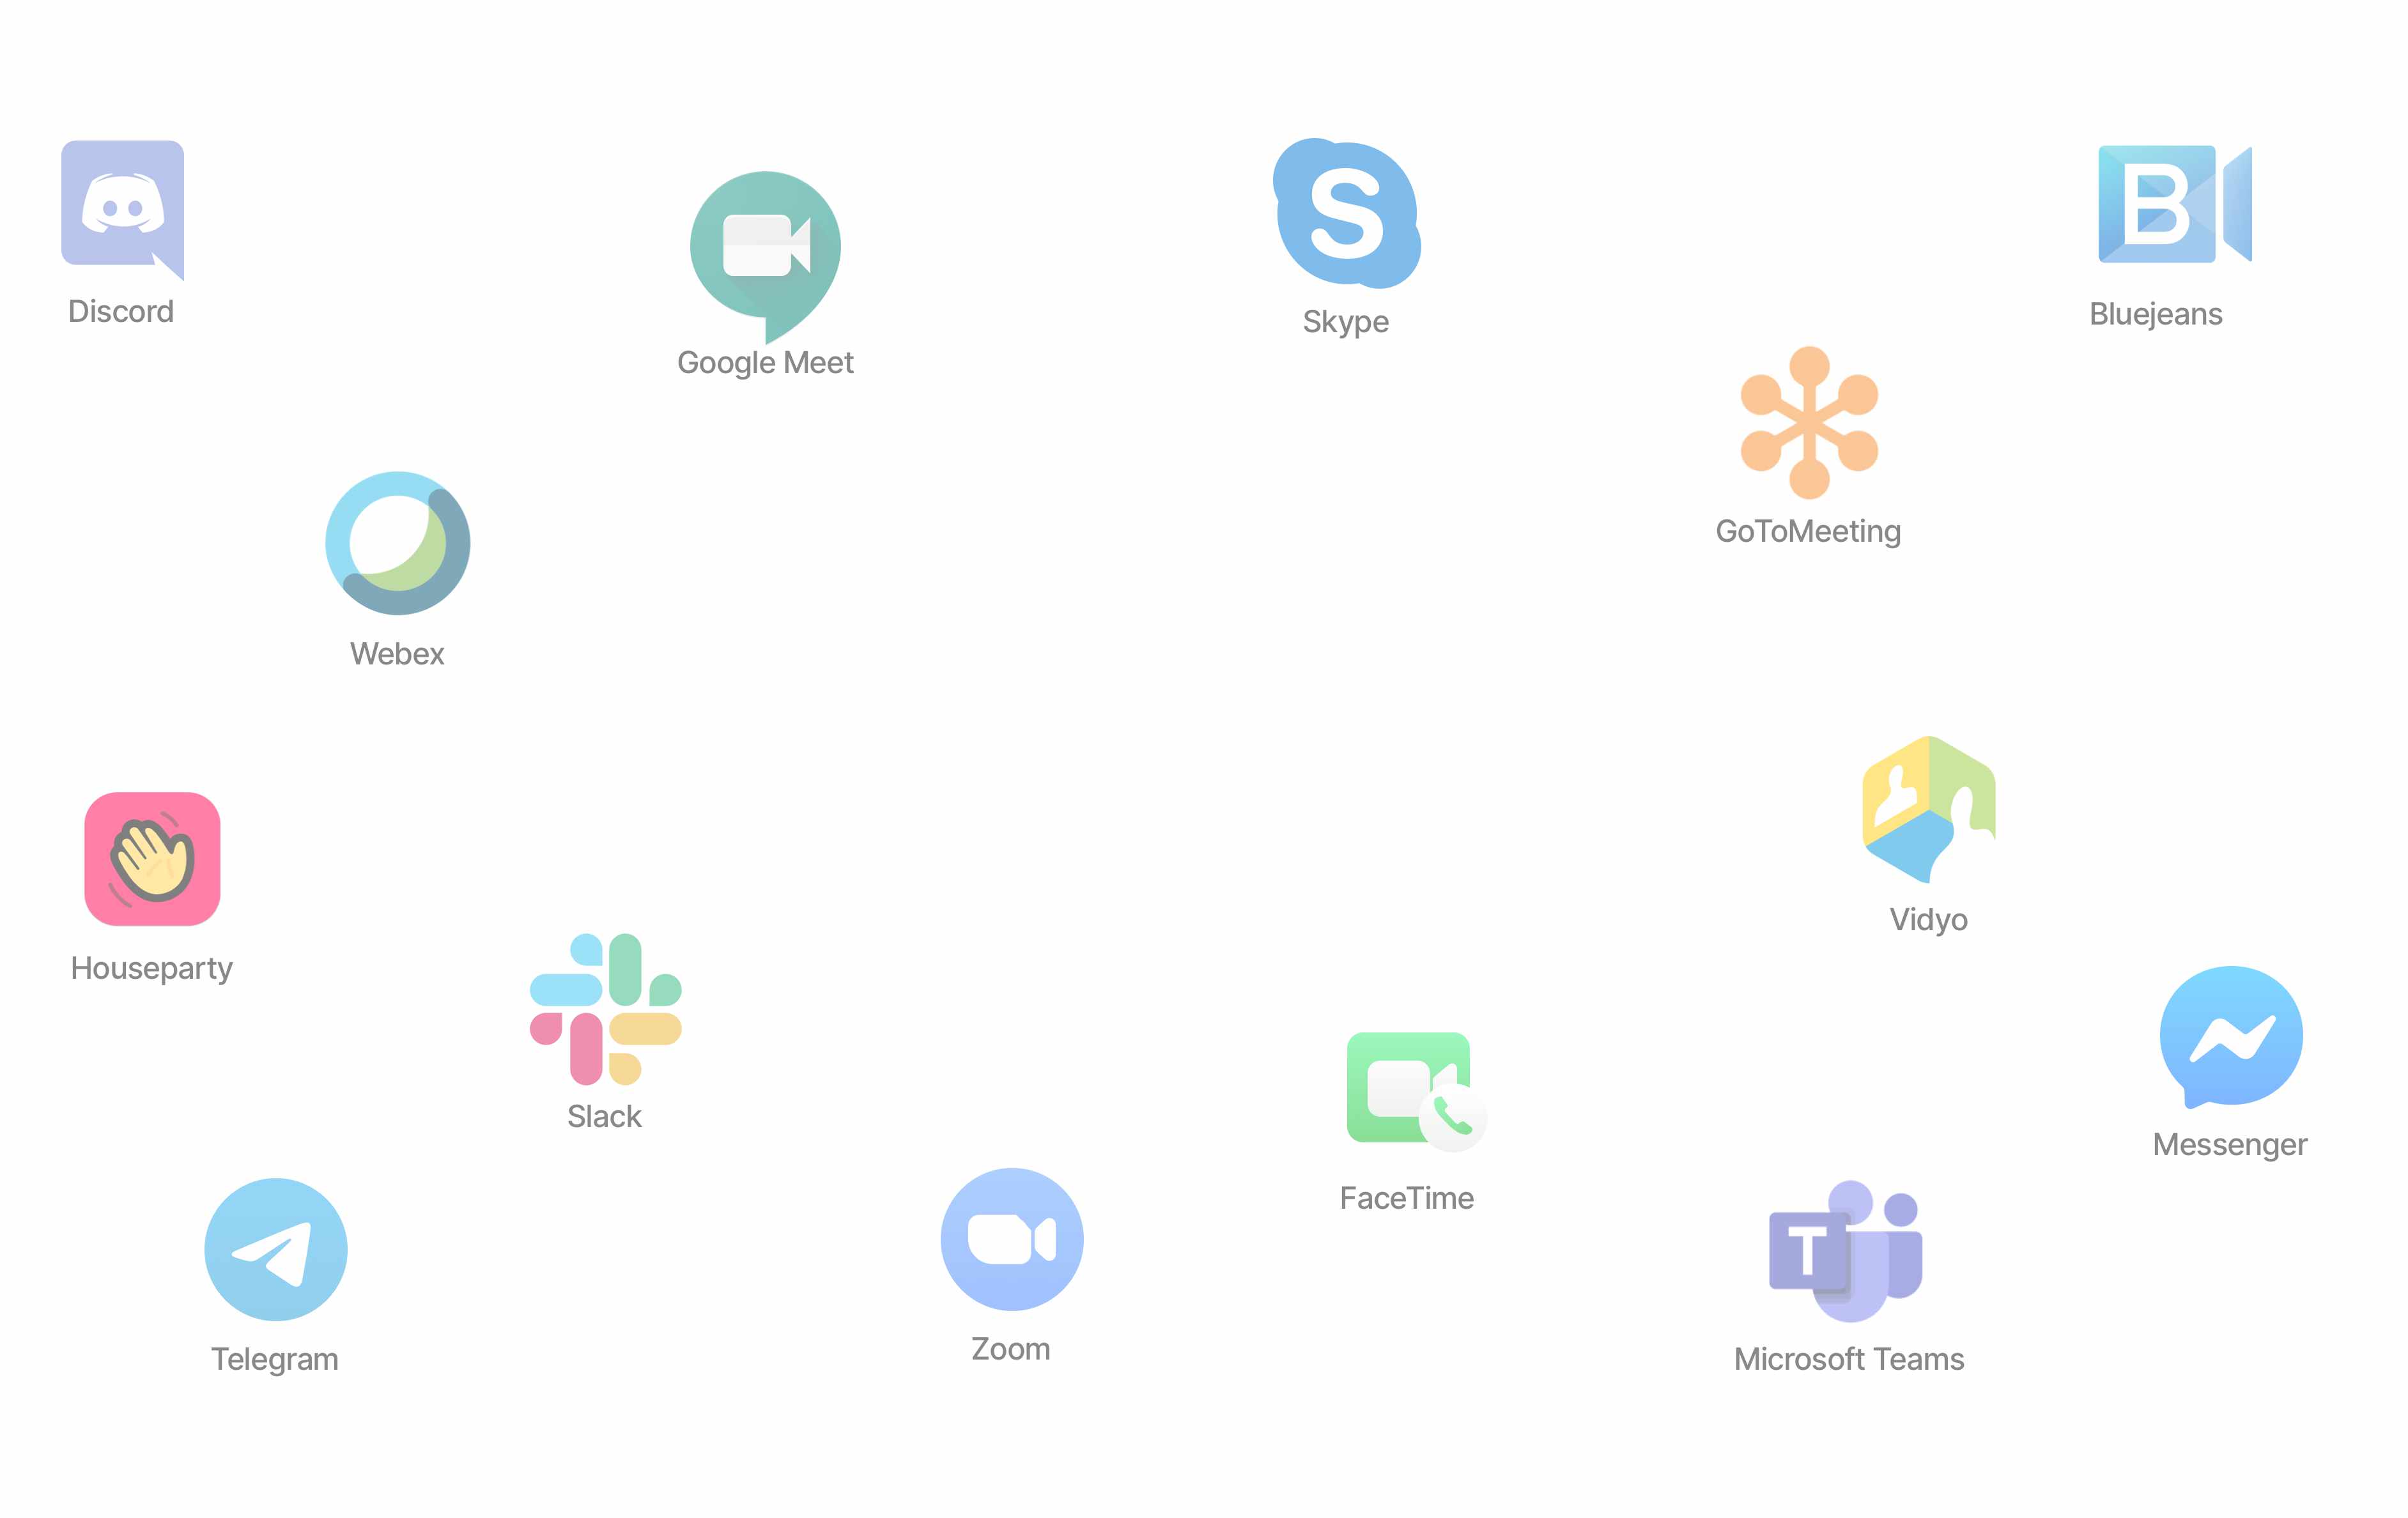 Discord
Google Meet
Skype
Bluejeans
GoToMeeting
Webex
Houseparty
Vidyo
Slack
Messenger
FaceTime
Telegram
Zoom
Microsoft Teams
S
B
T